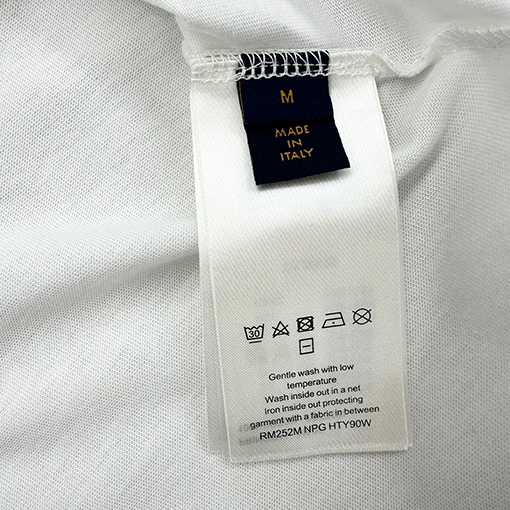 M
MADE
IN
ITALY
30
Gentle wash with low
temperature
Wash inside out in a net
Iron inside out protecting
garment with a fabric in between
RM252M NPG HTY90W